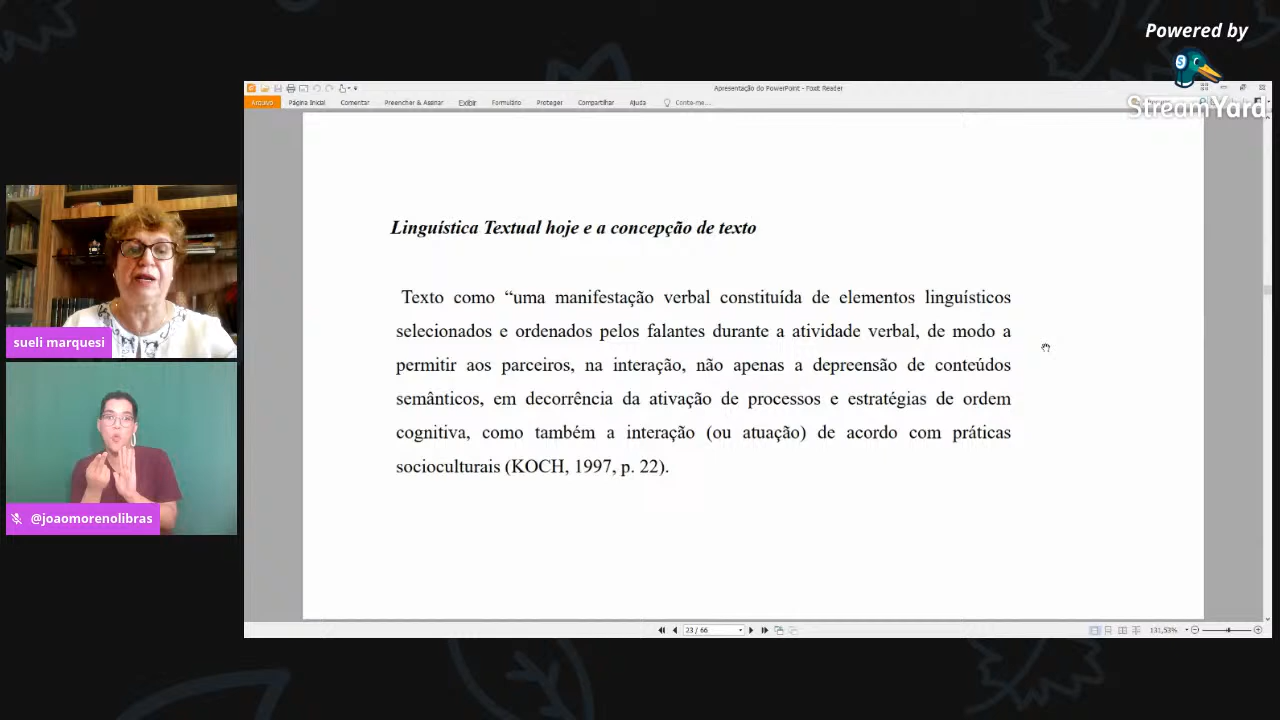 Powered by
StreamYard
Apresentação do PowerPoint - Foxit Reader
Arquivo Página Inicial Comentar Preencher & Assinar Exibir Formulário Proteger Compartilhar Ajuda Conte-me...
Linguística Textual hoje e a concepção de texto
Texto como “uma manifestação verbal constituída de elementos linguísticos
selecionados e ordenados pelos falantes durante a atividade verbal, de modo a
permitir aos parceiros, na interação, não apenas a depreensão de conteúdos
semânticos, em decorrência da ativação de processos e estratégias de ordem
cognitiva, como também a interação (ou atuação) de acordo com práticas
socioculturais (KOCH, 1997, p. 22).
sueli marquesi
@joaomorenolibras
23 / 66
131,53%